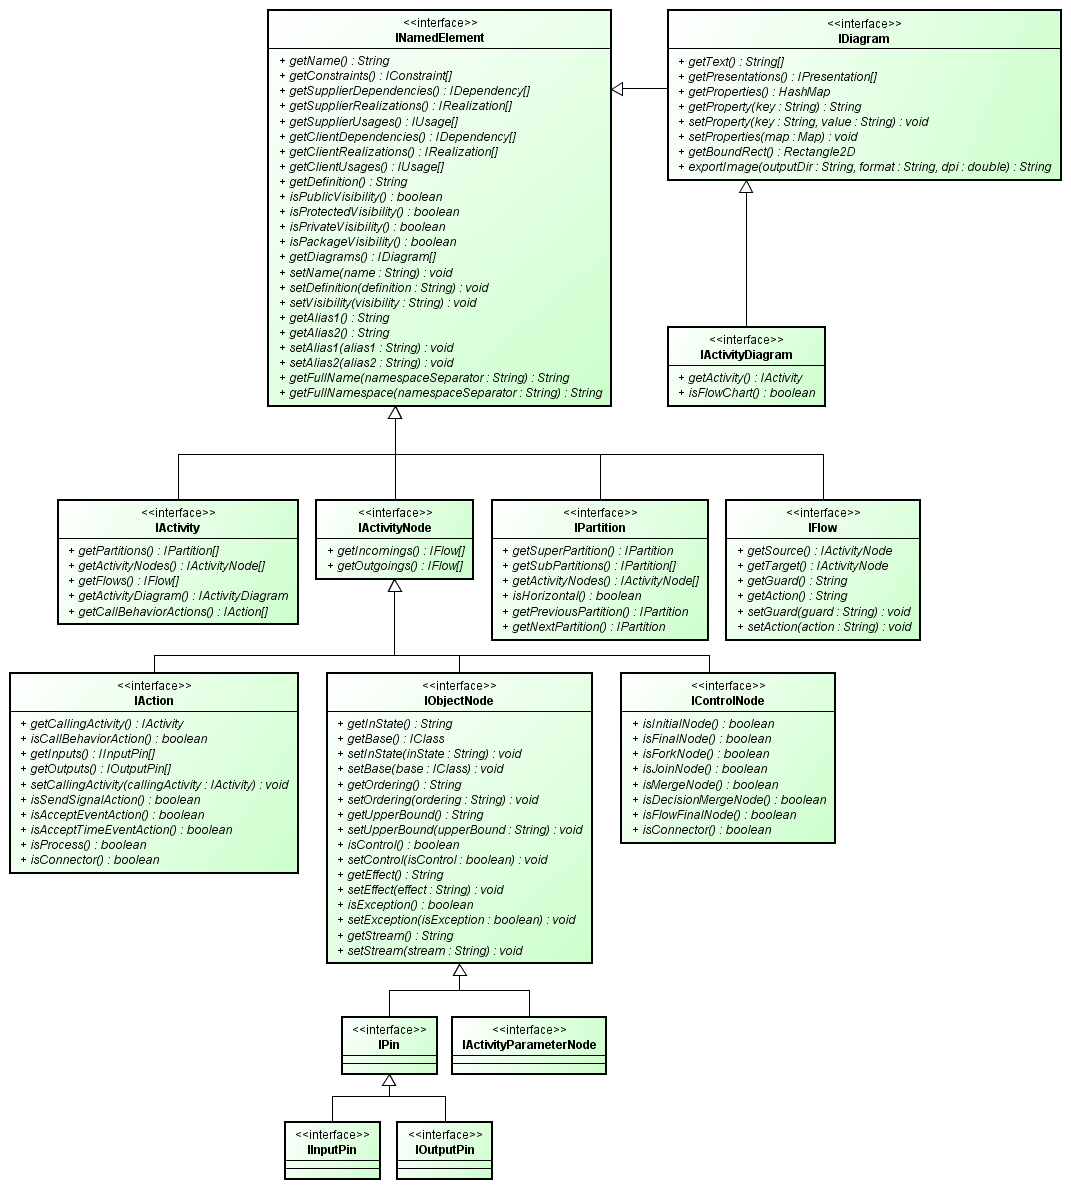 <<interface>>
INamedElement
+ getName() : String
+ getConstraints() : IConstraint[]
+ getSupplierDependencies() : IDependency[]
+ getSupplierRealizations() : IRealization[]
+ getSupplierUsages() : IUsage[]
+ getClientDependencies() : IDependency[]
+ getClientRealizations() : IRealization[]
+ getClientUsages() : IUsage[]
+ getDefinition() : String
+ isPublicVisibility() : boolean
+ isProtectedVisibility() : boolean
+ isPrivateVisibility() : boolean
+ isPackageVisibility() : boolean
+ getDiagrams() : IDiagram[]
+ setName(name : String) : void
+ setDefinition(definition : String) : void
+ setVisibility(visibility : String) : void
+ getAlias1() : String
+ getAlias2() : String
+ setAlias1(alias1 : String) : void
+ setAlias2(alias2 : String) : void
+ getFullName(namespaceSeparator : String) : String
+ getFullNamespace(namespaceSeparator : String) : String
<<interface>>
IDiagram
+ getText() : String[]
+ getPresentations() : IPresentation[]
+ getProperties() : HashMap
+ getProperty(key : String) : String
+ setProperty(key : String, value : String) : void
+ setProperties(map : Map) : void
+ getBoundRect() : Rectangle2D
+ exportImage(outputDir : String, format : String, dpi : double) : String
<<interface>>
IActivityDiagram
+ getActivity() : IActivity
+ isFlowChart() : boolean
<<interface>>
IActivity
+ getPartitions() : IPartition[]
+ getActivityNodes() : IActivityNode[]
+ getFlows() : IFlow[]
+ getActivityDiagram() : IActivityDiagram
+ getCallBehaviorActions() : IAction[]
<<interface>>
IActivityNode
+ getIncomings() : IFlow[]
+ getOutgoings() : IFlow[]
<<interface>>
IPartition
+ getSuperPartition() : IPartition
+ getSubPartitions() : IPartition[]
+ getActivityNodes() : IActivityNode[]
+ isHorizontal() : boolean
+ getPreviousPartition() : IPartition
+ getNextPartition() : IPartition
<<interface>>
IFlow
+ getSource() : IActivityNode
+ getTarget() : IActivityNode
+ getGuard() : String
+ getAction() : String
+ setGuard(guard : String) : void
+ setAction(action : String) : void
<<interface>>
IAction
+ getCallingActivity() : IActivity
+ isCallBehaviorAction() : boolean
+ getInputs() : IInputPin[]
+ getOutputs() : IOutputPin[]
+ setCallingActivity(callingActivity : IActivity) : void
+ isSendSignalAction() : boolean
+ isAcceptEventAction() : boolean
+ isAcceptTimeEventAction() : boolean
+ isProcess() : boolean
+ isConnector() : boolean
<<interface>>
IObjectNode
+ getInState() : String
+ getBase() : IClass
+ setInState(inState : String) : void
+ setBase(base : IClass) : void
+ getOrdering() : String
+ setOrdering(ordering : String) : void
+ getUpperBound() : String
+ setUpperBound(upperBound : String) : void
+ isControl() : boolean
+ setControl(isControl : boolean) : void
+ getEffect() : String
+ setEffect(effect : String) : void
+ isException() : boolean
+ setException(isException : boolean) : void
+ getStream() : String
+ setStream(stream : String) : void
<<interface>>
IControlNode
+ isInitialNode() : boolean
+ isFinalNode() : boolean
+ isForkNode() : boolean
+ isJoinNode() : boolean
+ isMergeNode() : boolean
+ isDecisionMergeNode() : boolean
+ isFlowFinalNode() : boolean
+ isConnector() : boolean
<<interface>>
IPin
<<interface>>
IActivityParameterNode
<<interface>>
IInputPin
<<interface>>
IOutputPin